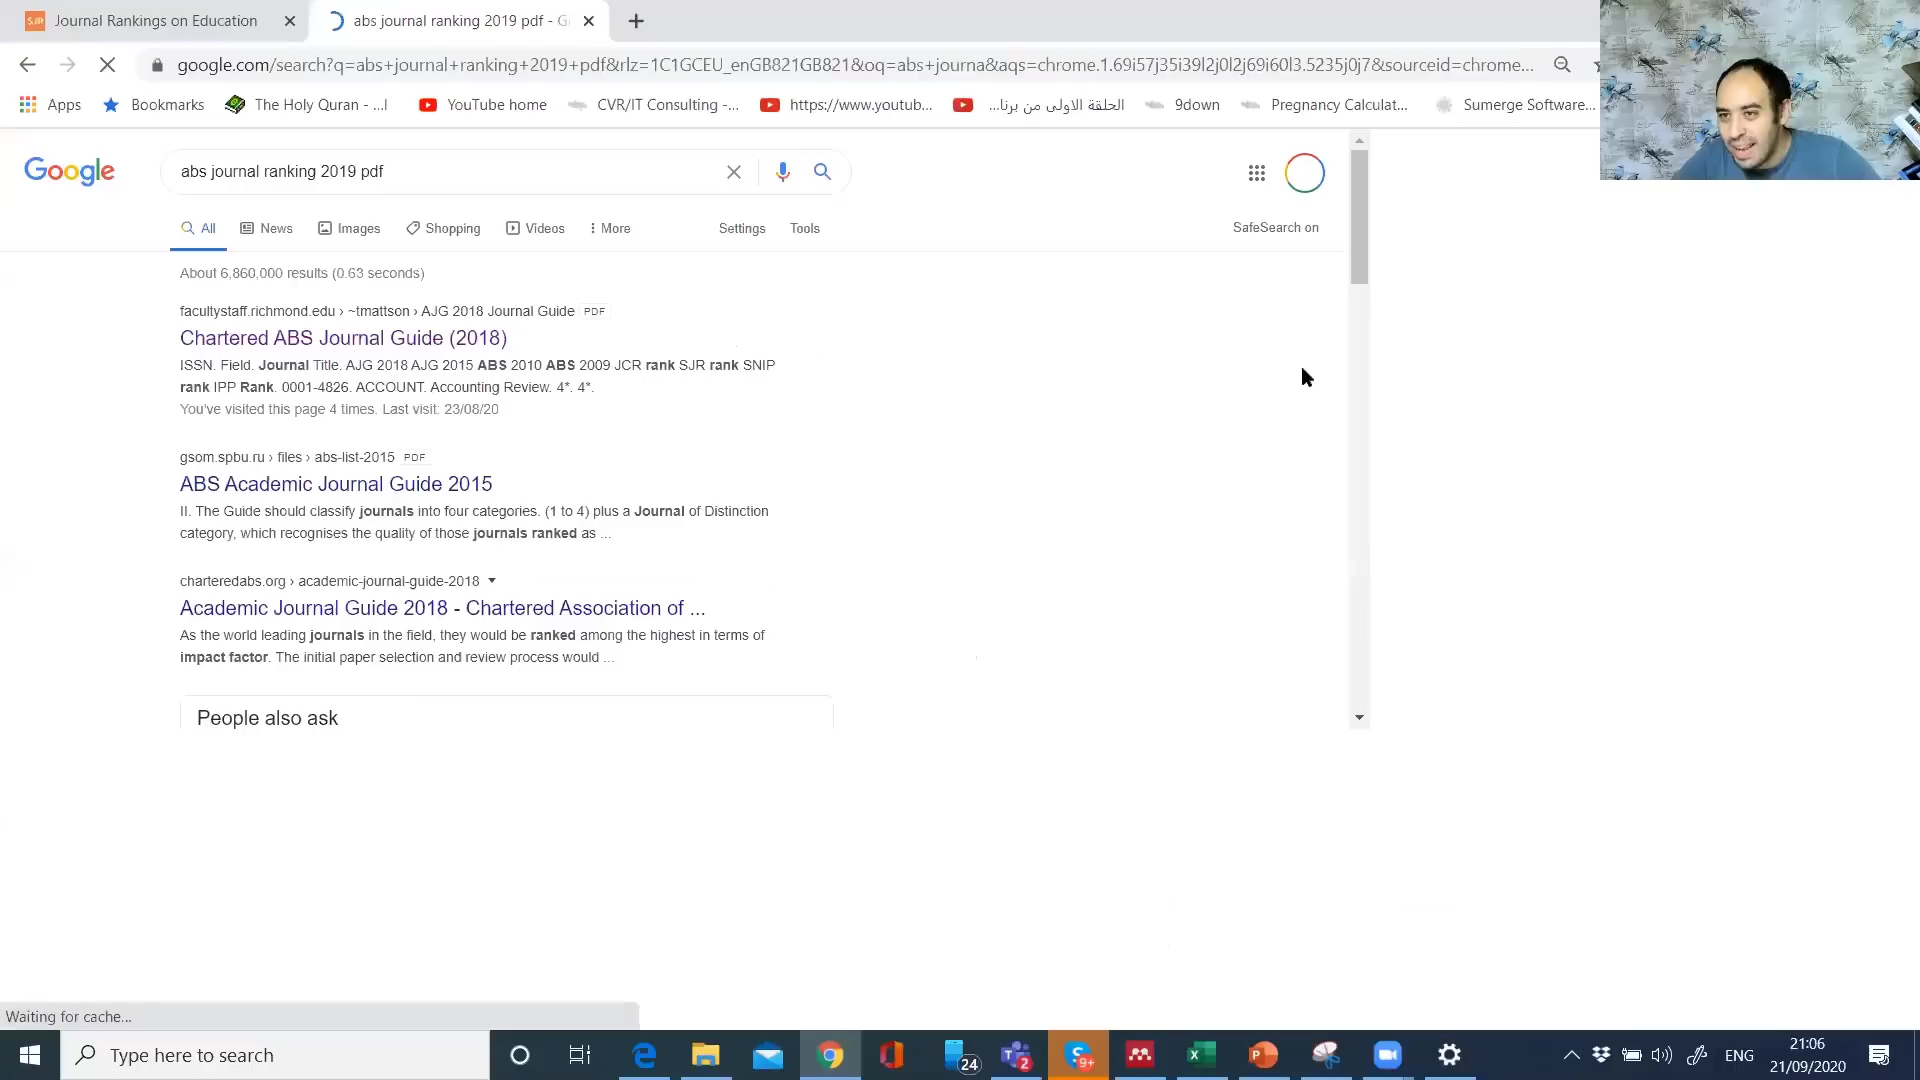 Journal Rankings on Education
abs journal ranking 2019 pdf - G
google.com/search?q=abs+journal+ranking+2019+pdf&rlz=1C1GCEU_enGB821GB821&oq=abs+journa&aqs=chrome.1.69i57j35i39l2j0l2j69i60l3.5235j0j7&sourceid=chrome...
Apps
Bookmarks
The Holy Quran - ...l
YouTube home
CVR/IT Consulting -...
https://www.youtub...
الحلقة الاولى من برنا...
9down
Pregnancy Calculat...
Sumerge Software...
Google
abs journal ranking 2019 pdf
All
News
Images
Shopping
Videos
More
Settings
Tools
SafeSearch on
About 6,860,000 results (0.63 seconds)
facultystaff.richmond.edu › ~tmattson › AJG 2018 Journal Guide PDF
Chartered ABS Journal Guide (2018)
ISSN. Field. Journal Title. AJG 2018 AJG 2015 ABS 2010 ABS 2009 JCR rank SJR rank SNIP
rank IPP Rank. 0001-4826. ACCOUNT. Accounting Review. 4*. 4*.
You've visited this page 4 times. Last visit: 23/08/20
gsom.spbu.ru › files › abs-list-2015 PDF
ABS Academic Journal Guide 2015
II. The Guide should classify journals into four categories. (1 to 4) plus a Journal of Distinction
category, which recognises the quality of those journals ranked as ...
charteredabs.org › academic-journal-guide-2018
Academic Journal Guide 2018 - Chartered Association of ...
As the world leading journals in the field, they would be ranked among the highest in terms of
impact factor. The initial paper selection and review process would ...
People also ask
Waiting for cache...
Type here to search
24
2
9+
ENG
21:06
21/09/2020